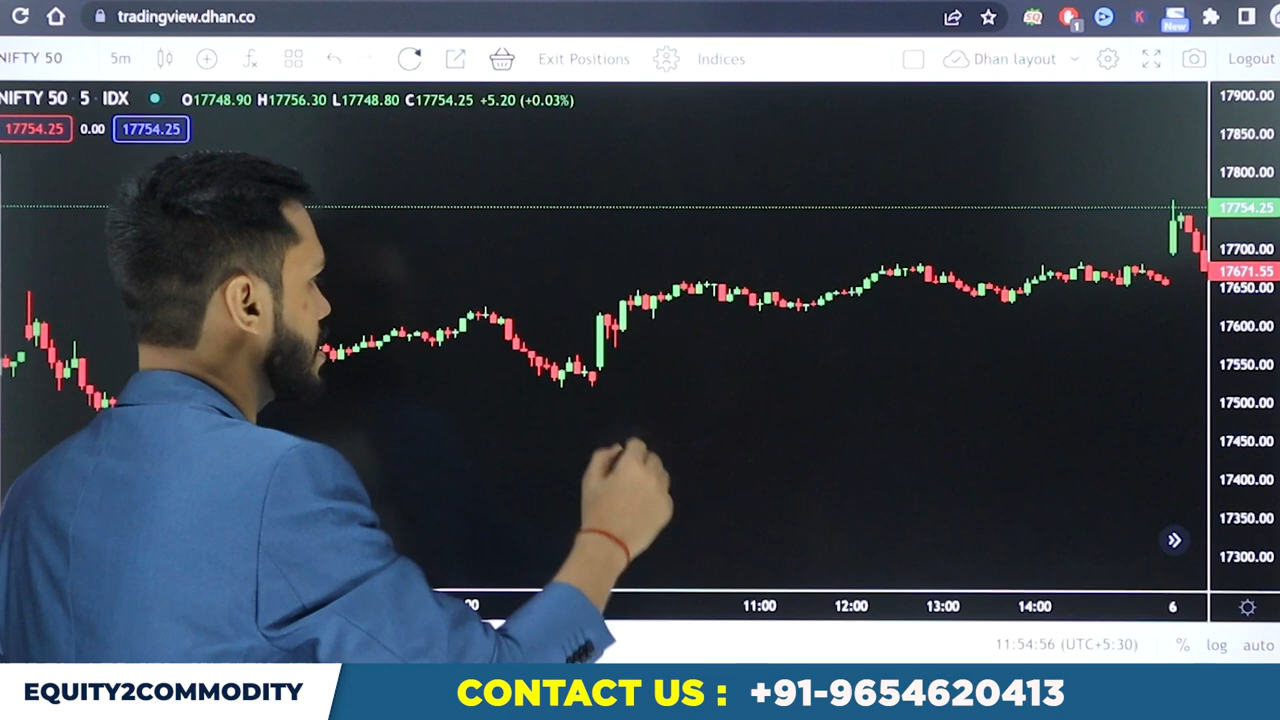 tradingview.dhan.co
SQ
1
K
New
NIFTY 50
5m
fx
Exit Positions
Indices
Dhan layout
Logout
NIFTY 50 · 5 · IDX
O17748.90 H17756.30 L17748.80 C17754.25 +5.20 (+0.03%)
17754.25
0.00
17754.25
17900.00
17850.00
17800.00
17754.25
17700.00
17671.55
17650.00
17600.00
17550.00
17500.00
17450.00
17400.00
17350.00
17300.00
11:00
12:00
13:00
14:00
6
11:54:56 (UTC+5:30)
%
log
auto
EQUITY2COMMODITY
CONTACT US : +91-9654620413